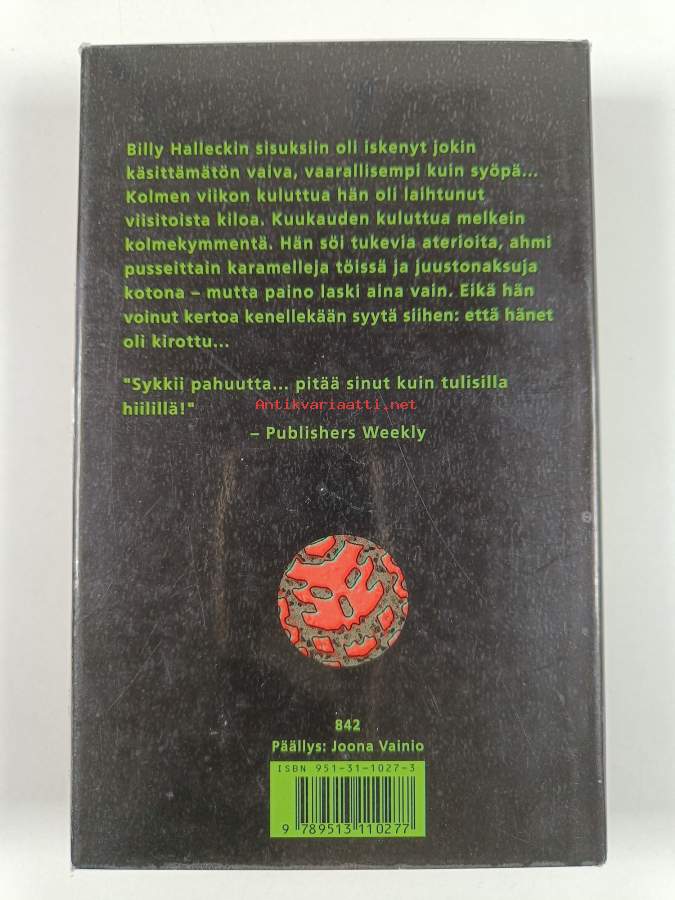 Billy Halleckin sisuksiin oli iskenyt jokin
käsittämätön vaiva, vaarallisempi kuin syöpä...
Kolmen viikon kuluttua hän oli laihtunut
viisitoista kiloa. Kuukauden kuluttua melkein
kolmekymmentä. Hän söi tukevia aterioita, ahmi
pusseittain karamelleja töissä ja juustonaksuja
kotona – mutta paino laski aina vain. Eikä hän
voinut kertoa kenellekään syytä siihen: että hänet
oli kirottu...
"Sykkii pahuutta... pitää sinut kuin tulisilla
hiilillä!"
Antikvariaatti.net
– Publishers Weekly
842
Päällys: Joona Vainio
ISBN 951-31-1027-3
9 789513 110277